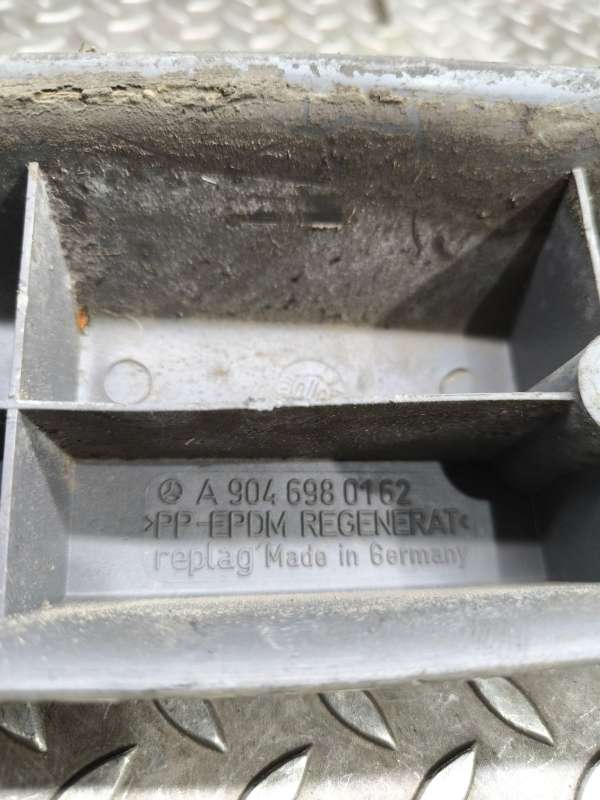 A 904 698 0162
>PP-EPDM REGENERAT<
replag Made in Germany